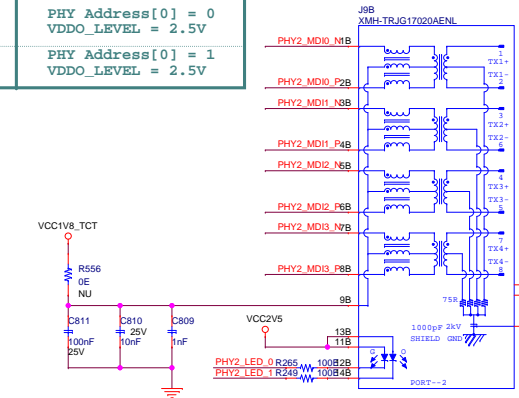 PHY Address[0] = 0
VDDO_LEVEL = 2.5V
PHY Address[0] = 1
VDDO_LEVEL = 2.5V
J9B
XMH-TRJG17020AENL
PHY2_MDI0_N 1B
1
TX1+
TX1-
PHY2_MDI0_P 2B
2
PHY2_MDI1_N 3B
3
TX2+
TX2-
PHY2_MDI1_P 4B
6
PHY2_MDI2_N 5B
4
TX3+
TX3-
PHY2_MDI2_P 6B
5
PHY2_MDI3_N 7B
7
TX4+
TX4-
PHY2_MDI3_P 8B
8
VCC1V8_TCT
R556
0E
NU
9B
75R
C811
100nF
25V
C810
25V
10nF
C809
1nF
VCC2V5
1000pF 2kV
SHIELD GND
13B
11B
G
O
PHY2_LED_0 R265 100E 12B
PHY2_LED_1 R249 100E 14B
PORT--2